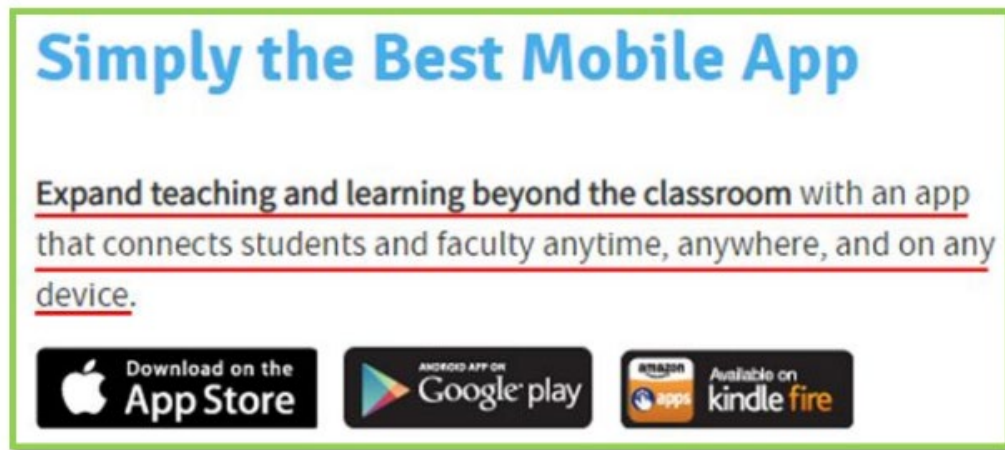 Simply the Best Mobile App
Expand teaching and learning beyond the classroom with an app
that connects students and faculty anytime, anywhere, and on any
device.
Download on the
App Store
ANDROID APP ON
Google play
amazon
apps
Available on
kindle fire